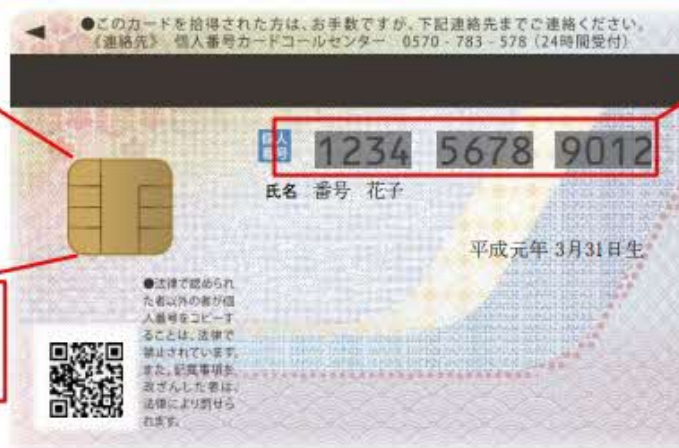 ●このカードを拾得された方は、お手数ですが、下記連絡先までご連絡ください。
《連絡先》 個人番号カードコールセンター 0570-783-578（24時間受付）
個人番号 1234 5678 9012
氏名 番号 花子
平成元年 3月31日生
●法律で認められ
た者以外の者が個
人番号をコピーす
ることは、法律で
禁止されています。
また、記載事項を
改ざんした者は、
法律により罰せら
れます。